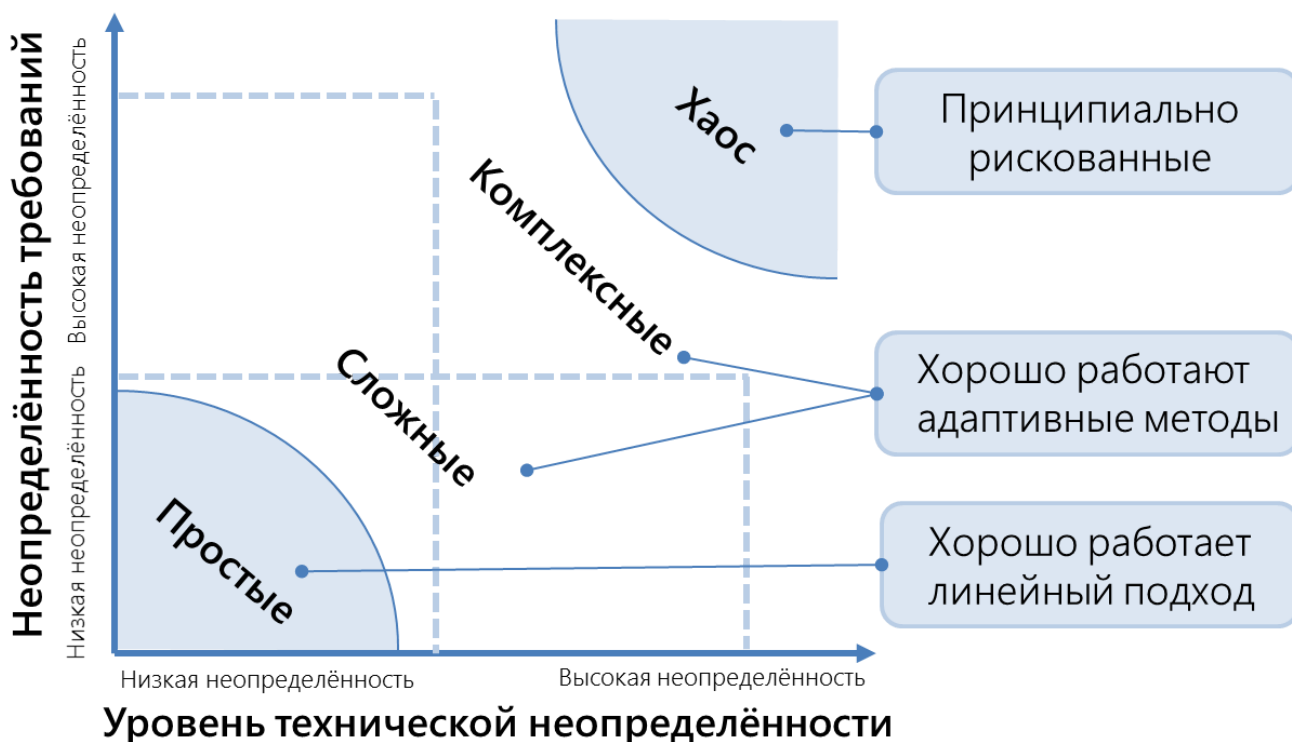 Неопределённость требований
Высокая неопределённость
Низкая неопределённость
Хаос
Комплексные
Сложные
Простые
Принципиально
рискованные
Хорошо работают
адаптивные методы
Хорошо работает
линейный подход
Низкая неопределённость
Высокая неопределённость
Уровень технической неопределённости